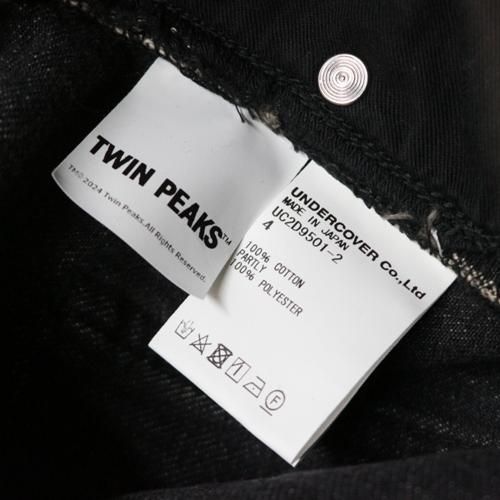 TWIN PEAKS™
TM©2024 Twin Peaks. All Rights Reserved.
UNDERCOVER Co.,Ltd
MADE IN JAPAN
UC2D9501-2
4
100% COTTON
PARTLY
100% POLYESTER
F